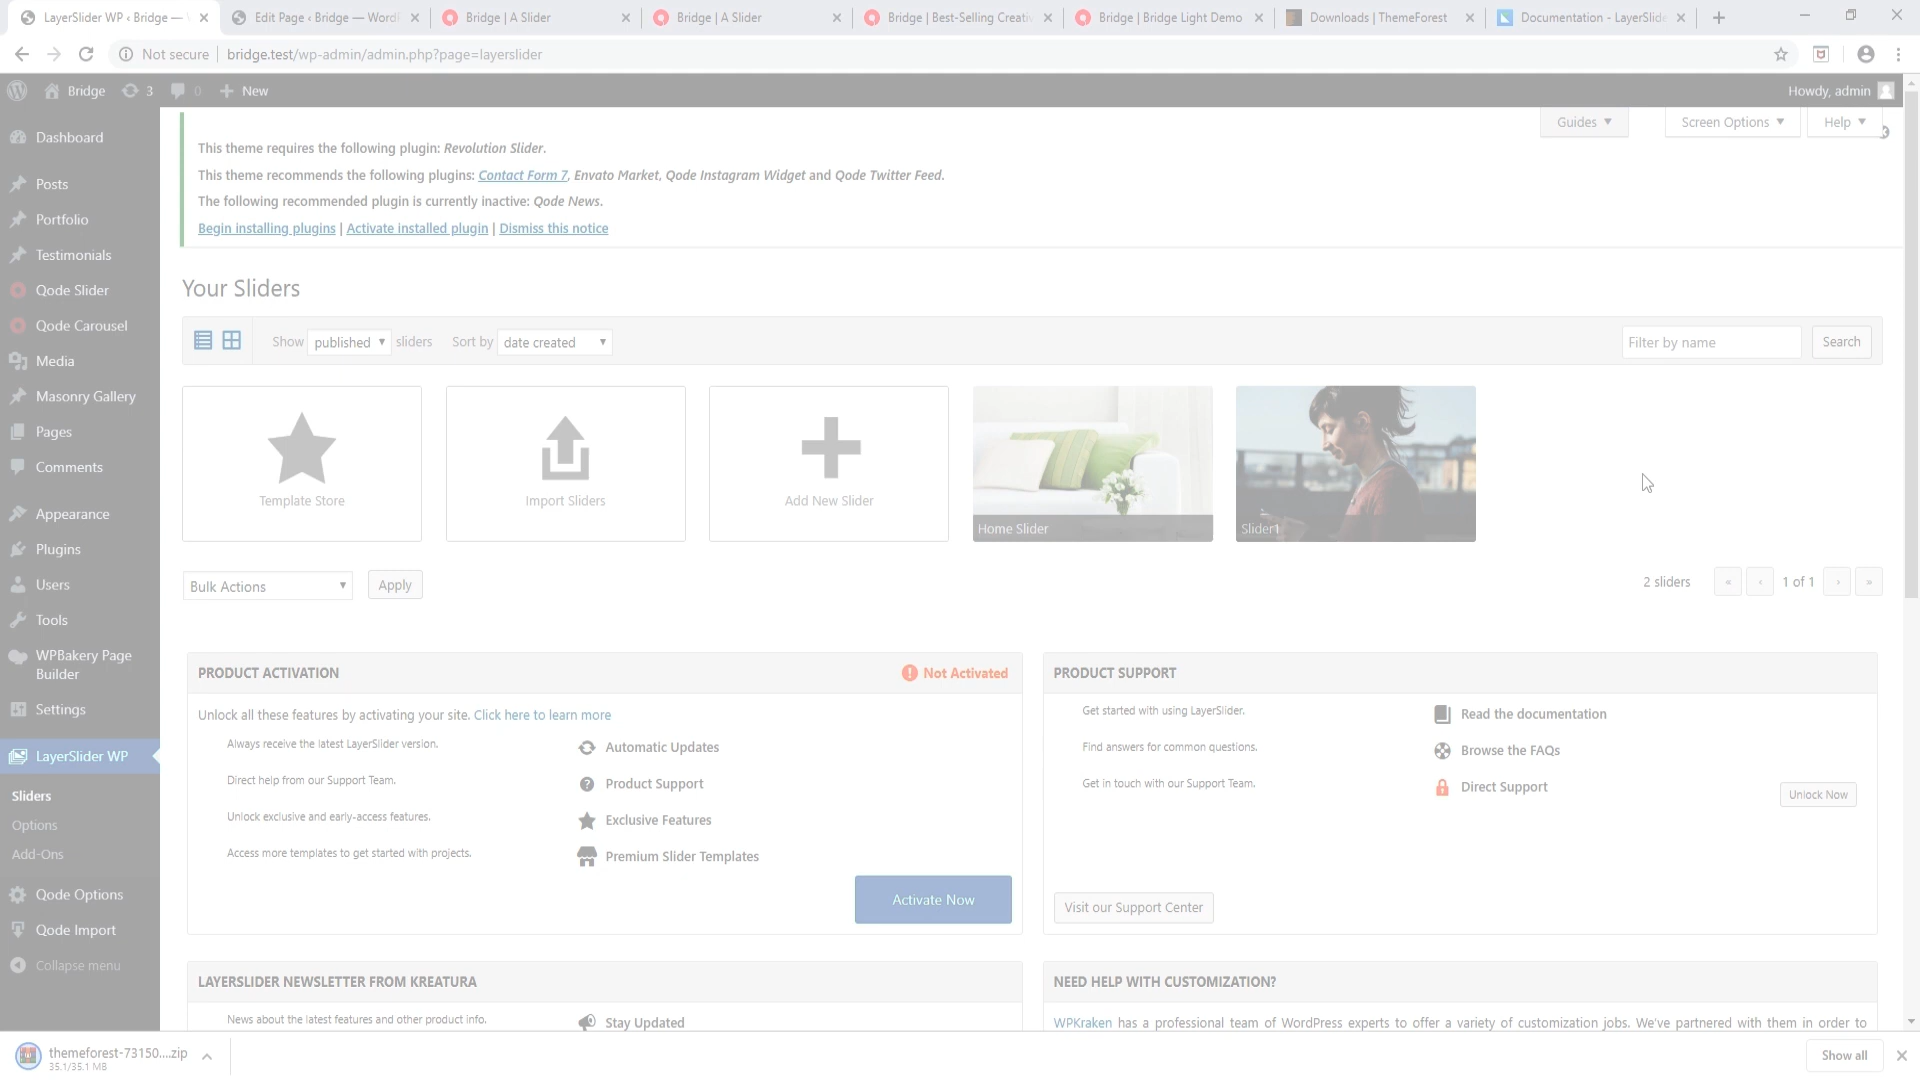 LayerSlider WP ‹ Bridge —
Edit Page ‹ Bridge — Word
Bridge | A Slider
Bridge | A Slider
Bridge | Best-Selling Creativ
Bridge | Bridge Light Demo
Downloads | ThemeForest
Documentation - LayerSlide
Not secure
bridge.test/wp-admin/admin.php?page=layerslider
Bridge
3
0
New
Howdy, admin
Guides
Screen Options
Help
Dashboard
Posts
Portfolio
Testimonials
Qode Slider
Qode Carousel
Media
Masonry Gallery
Pages
Comments
Appearance
Plugins
Users
Tools
WPBakery Page
Builder
Settings
LayerSlider WP
Sliders
Options
Add-Ons
Qode Options
Qode Import
Collapse menu
This theme requires the following plugin: Revolution Slider.
This theme recommends the following plugins: Contact Form 7, Envato Market, Qode Instagram Widget and Qode Twitter Feed.
The following recommended plugin is currently inactive: Qode News.
Begin installing plugins | Activate installed plugin | Dismiss this notice
Your Sliders
Show published sliders Sort by date created
Filter by name
Search
Template Store
Import Sliders
Add New Slider
Home Slider
Slider1
Bulk Actions
Apply
2 sliders « ‹ 1 of 1 › »
PRODUCT ACTIVATION
Not Activated
Unlock all these features by activating your site. Click here to learn more
Always receive the latest LayerSlider version.
Automatic Updates
Direct help from our Support Team.
Product Support
Unlock exclusive and early-access features.
Exclusive Features
Access more templates to get started with projects.
Premium Slider Templates
Activate Now
PRODUCT SUPPORT
Get started with using LayerSlider.
Read the documentation
Find answers for common questions.
Browse the FAQs
Get in touch with our Support Team.
Direct Support
Unlock Now
Visit our Support Center
LAYERSLIDER NEWSLETTER FROM KREATURA
News about the latest features and other product info.
Stay Updated
NEED HELP WITH CUSTOMIZATION?
WPKraken has a professional team of WordPress experts to offer a variety of customization jobs. We've partnered with them in order to
themeforest-73150....zip
35.1/35.1 MB
Show all